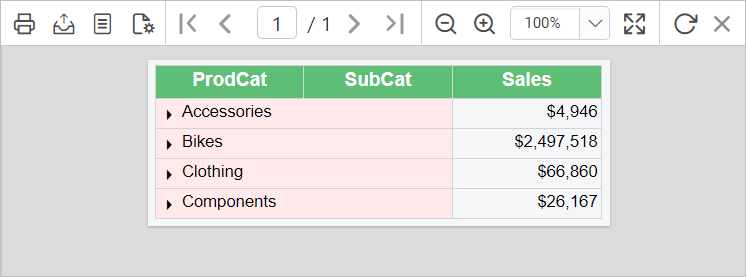 1 / 1 100%
ProdCat SubCat Sales
Accessories $4,946
Bikes $2,497,518
Clothing $66,860
Components $26,167